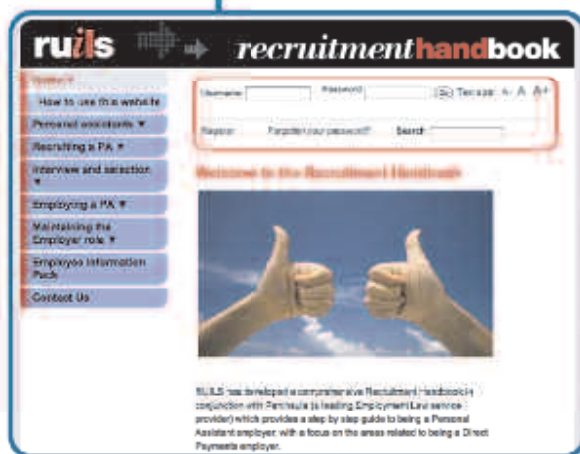 ruils recruitmenthandbook
Home ▼
How to use this website
Personal assistants ▼
Recruiting a PA ▼
Interview and selection
▼
Employing a PA ▼
Maintaining the
Employer role ▼
Employee Information
Pack
Contact Us
Username Password Go Text size: A- A A+
Register Forgotten your password? Search
Welcome to the Recruitment Handbook
RUILS has developed a comprehensive Recruitment Handbook in
conjunction with Peninsula (a leading Employment Law service
provider) which provides a step by step guide to being a Personal
Assistant employer, with a focus on the areas related to being a Direct
Payments employer.